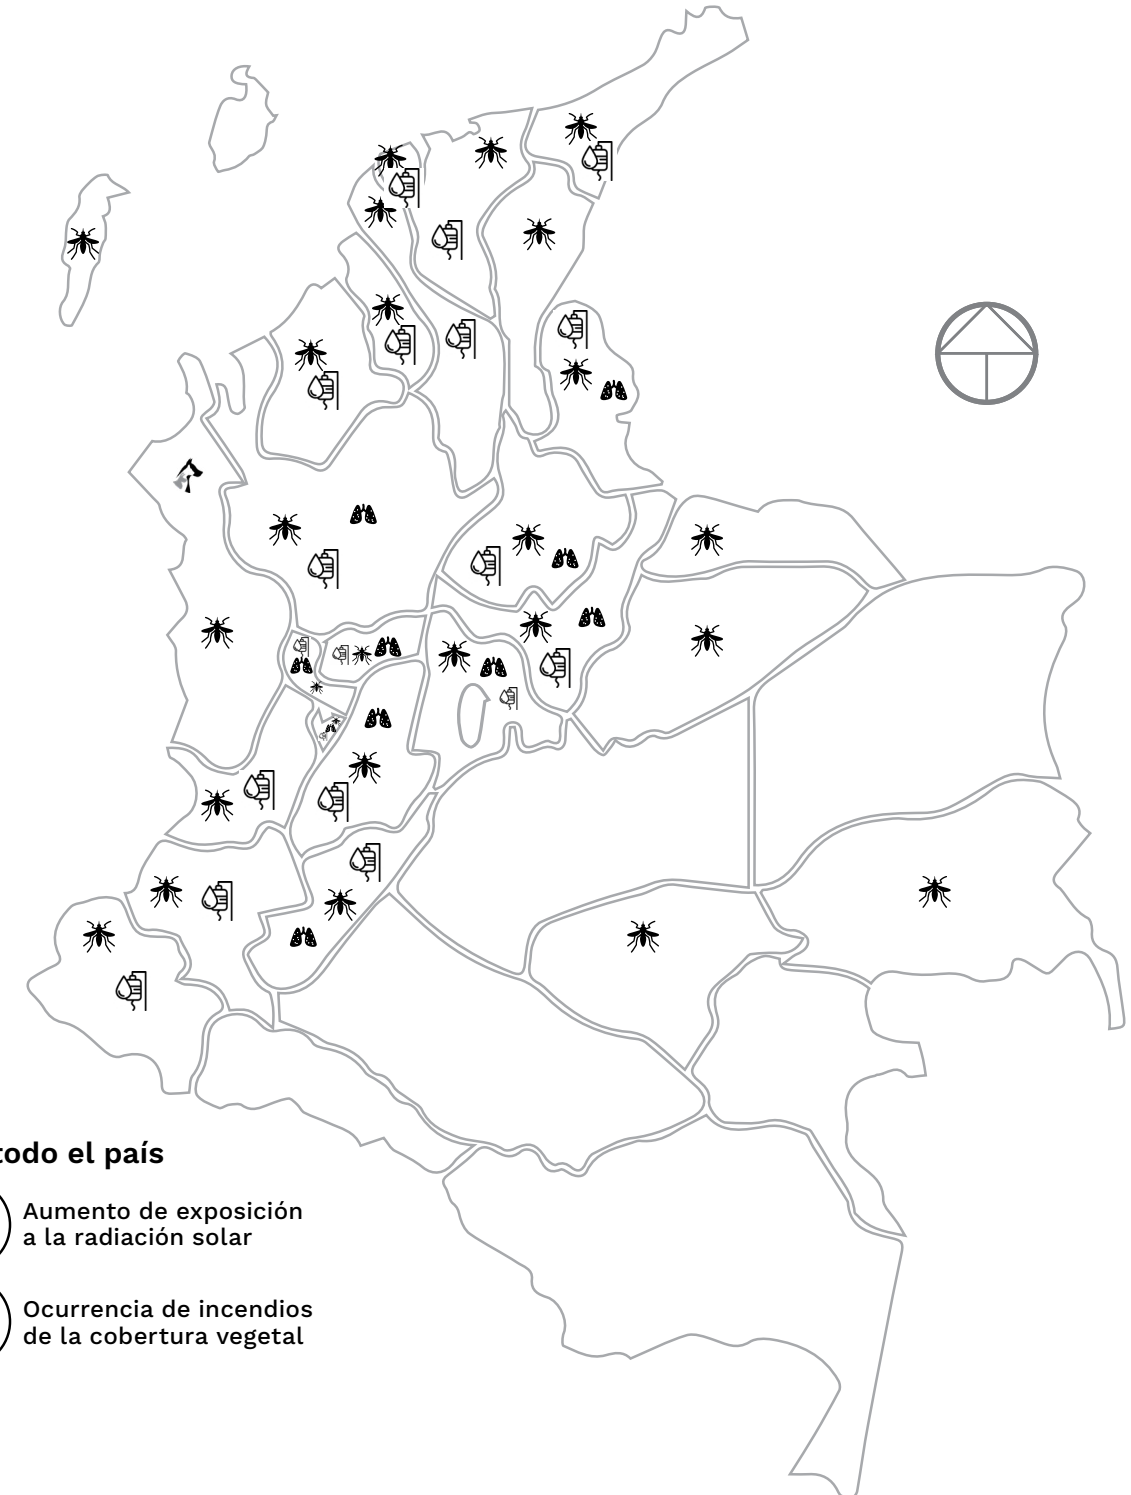 todo el país
Aumento de exposición
a la radiación solar
Ocurrencia de incendios
de la cobertura vegetal